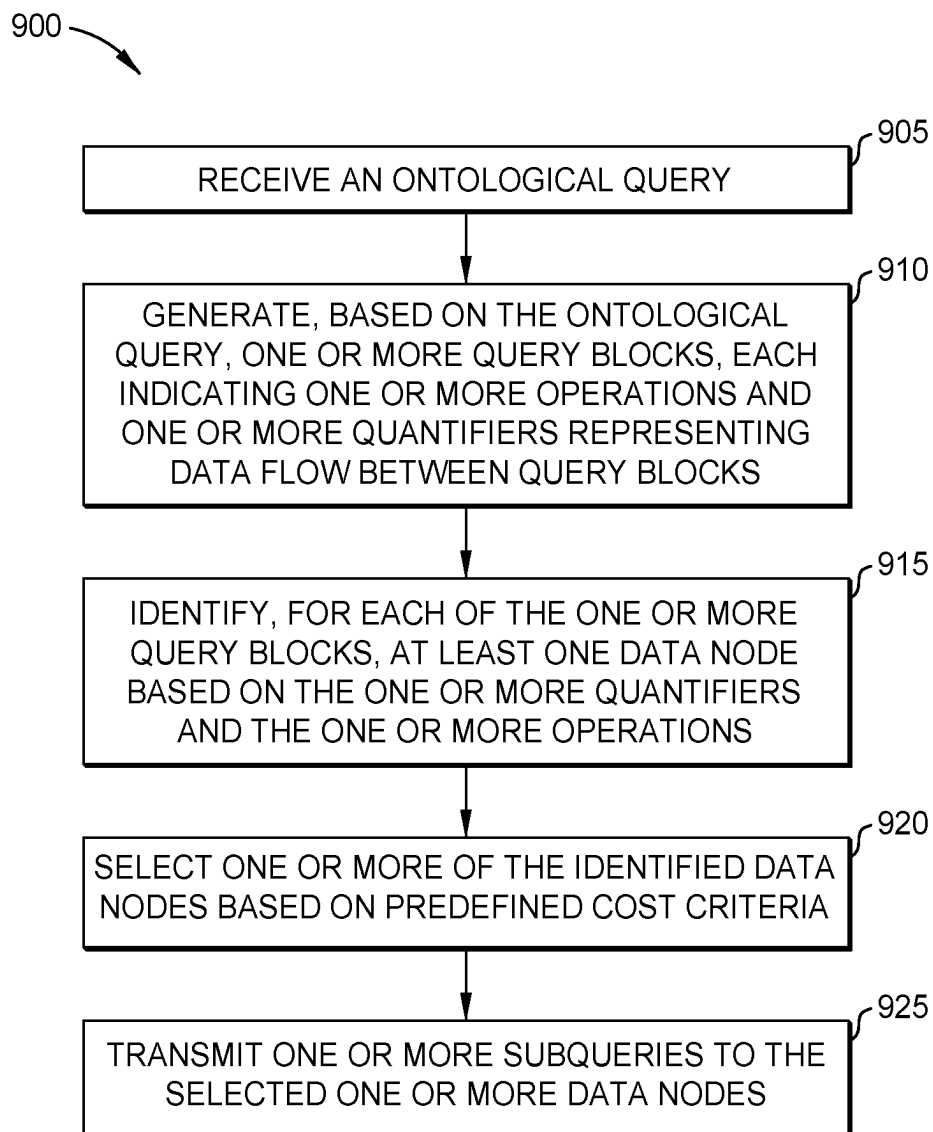 900
905
RECEIVE AN ONTOLOGICAL QUERY
910
GENERATE, BASED ON THE ONTOLOGICAL
QUERY, ONE OR MORE QUERY BLOCKS, EACH
INDICATING ONE OR MORE OPERATIONS AND
ONE OR MORE QUANTIFIERS REPRESENTING
DATA FLOW BETWEEN QUERY BLOCKS
915
IDENTIFY, FOR EACH OF THE ONE OR MORE
QUERY BLOCKS, AT LEAST ONE DATA NODE
BASED ON THE ONE OR MORE QUANTIFIERS
AND THE ONE OR MORE OPERATIONS
920
SELECT ONE OR MORE OF THE IDENTIFIED DATA
NODES BASED ON PREDEFINED COST CRITERIA
925
TRANSMIT ONE OR MORE SUBQUERIES TO THE
SELECTED ONE OR MORE DATA NODES